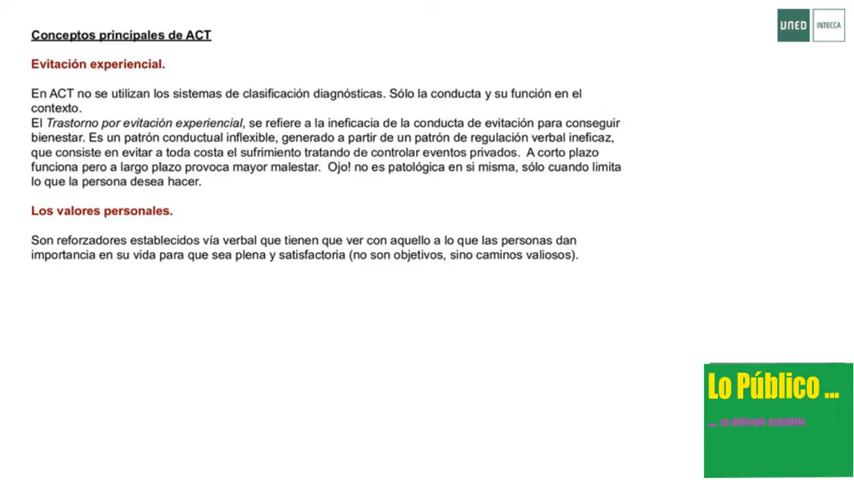 Conceptos principales de ACT
UNED
INTECCA
Evitación experiencial.
En ACT no se utilizan los sistemas de clasificación diagnósticas. Sólo la conducta y su función en el
contexto.
El Trastorno por evitación experiencial, se refiere a la ineficacia de la conducta de evitación para conseguir
bienestar. Es un patrón conductual inflexible, generado a partir de un patrón de regulación verbal ineficaz,
que consiste en evitar a toda costa el sufrimiento tratando de controlar eventos privados. A corto plazo
funciona pero a largo plazo provoca mayor malestar. Ojo! no es patológica en si misma, sólo cuando limita
lo que la persona desea hacer.
Los valores personales.
Son reforzadores establecidos vía verbal que tienen que ver con aquello a lo que las personas dan
importancia en su vida para que sea plena y satisfactoria (no son objetivos, sino caminos valiosos).
Lo Público ...